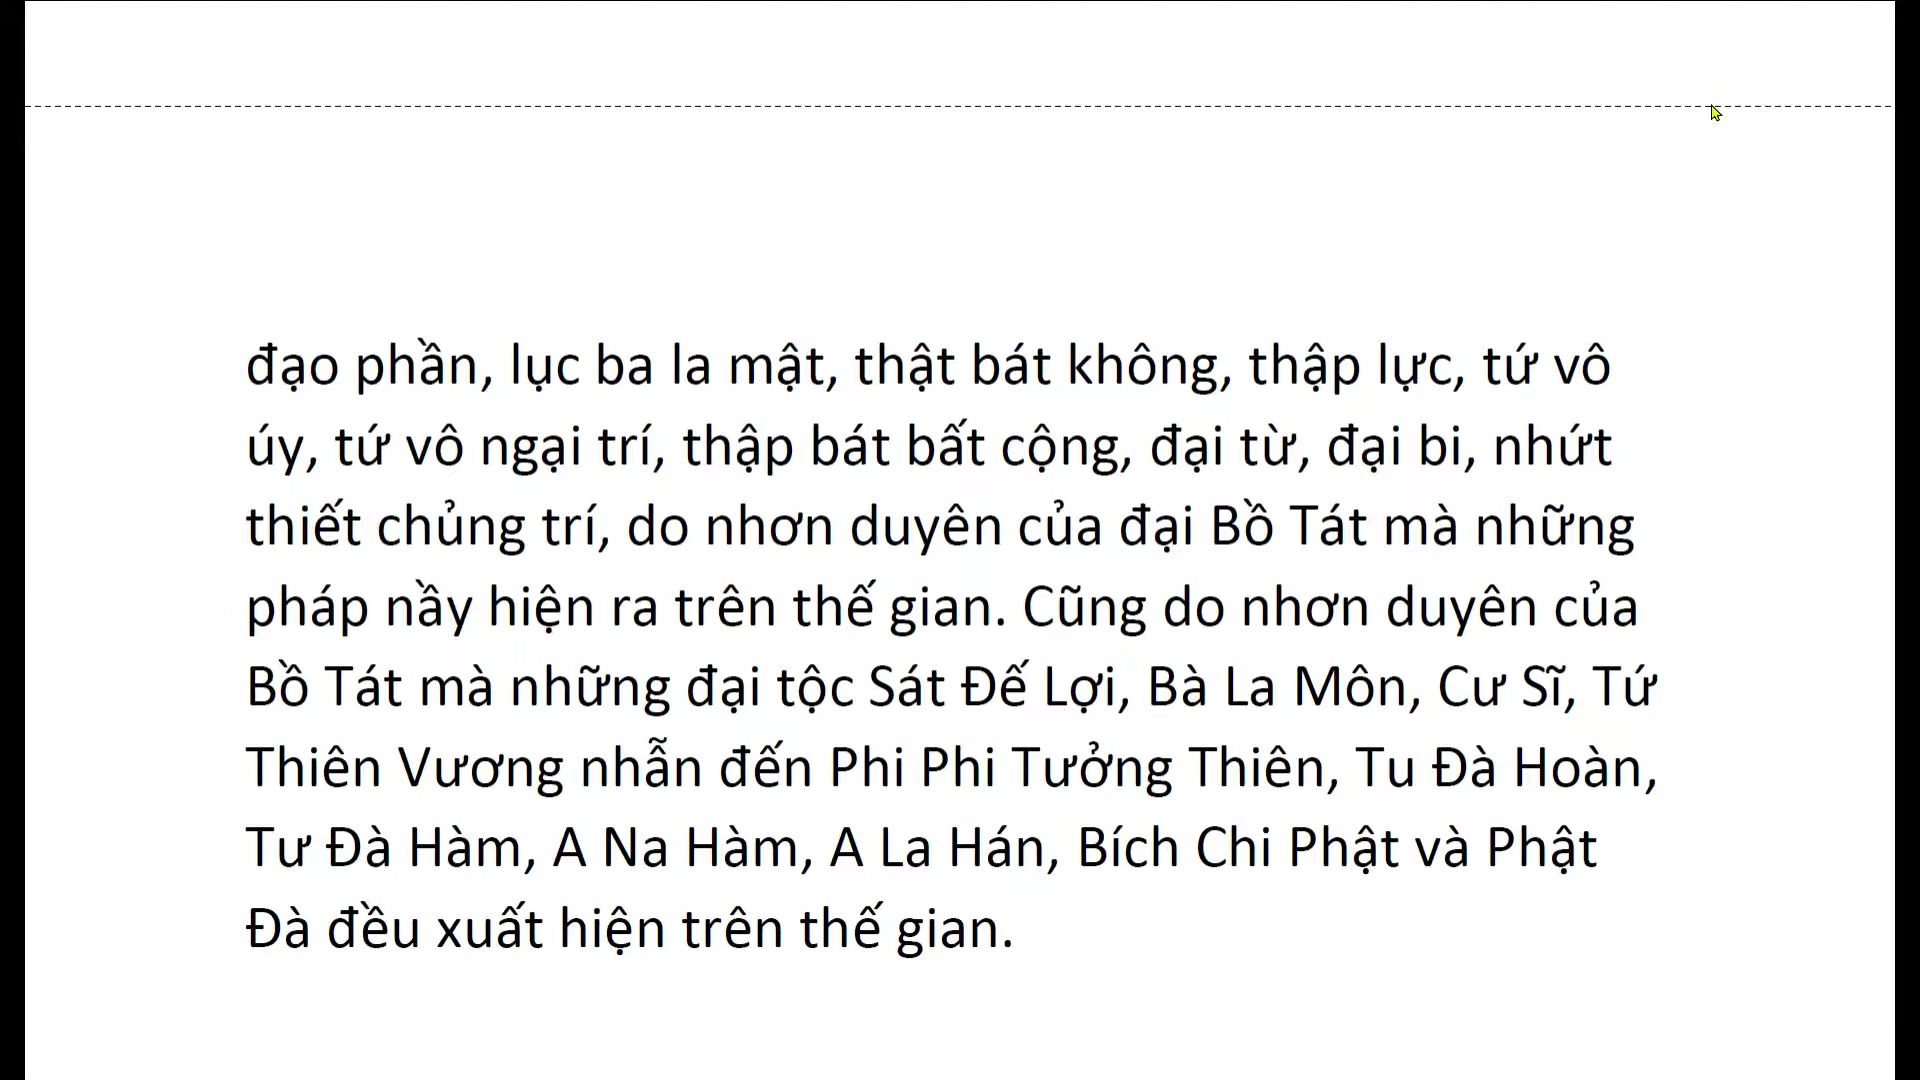 đạo phần, lục ba la mật, thật bát không, thập lực, tứ vô
úy, tứ vô ngại trí, thập bát bất cộng, đại từ, đại bi, nhứt
thiết chủng trí, do nhơn duyên của đại Bồ Tát mà những
pháp nầy hiện ra trên thế gian. Cũng do nhơn duyên của
Bồ Tát mà những đại tộc Sát Đế Lợi, Bà La Môn, Cư Sĩ, Tứ
Thiên Vương nhẫn đến Phi Phi Tưởng Thiên, Tu Đà Hoàn,
Tư Đà Hàm, A Na Hàm, A La Hán, Bích Chi Phật và Phật
Đà đều xuất hiện trên thế gian.